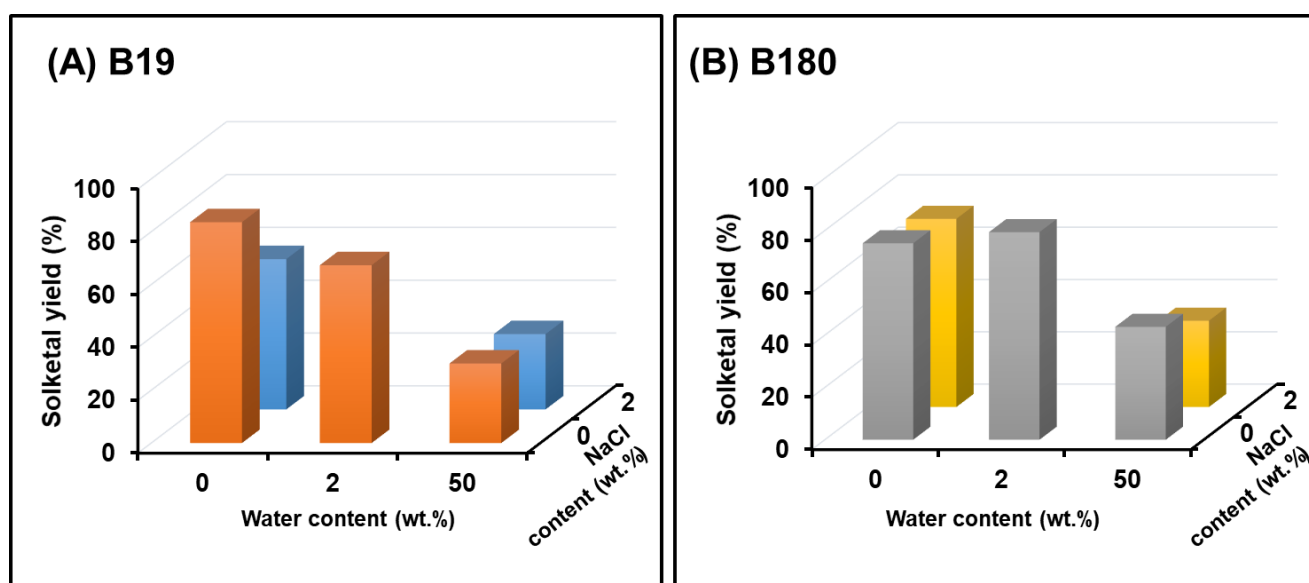 (A) B19
100
80
60
40
20
0
Solketal yield (%)
0 2 50
Water content (wt.%)
0
2
NaCl
content (wt.%)
(B) B180
100
80
60
40
20
0
Solketal yield (%)
0 2 50
Water content (wt.%)
0
2
NaCl
content (wt.%)